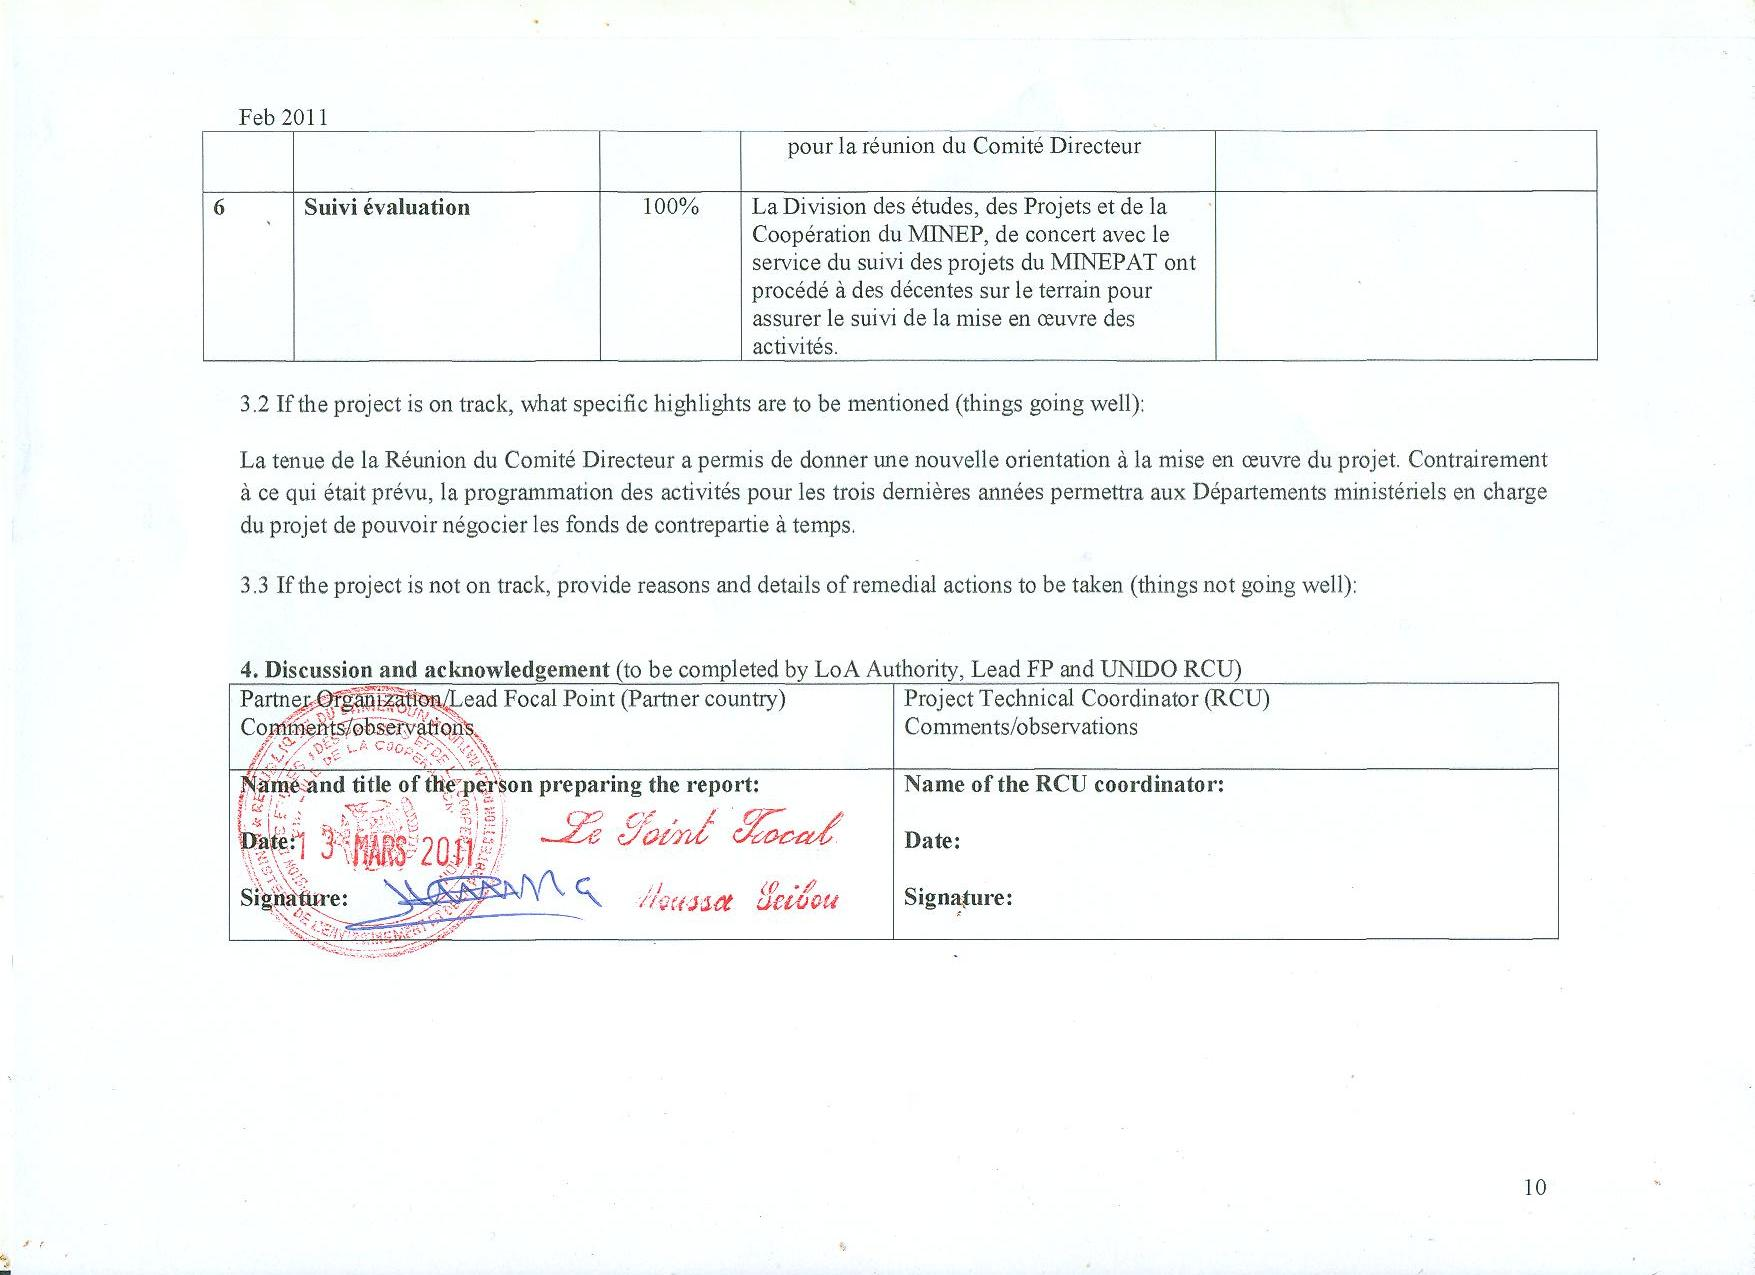 Feb 2011
pour la réunion du Comité Directeur
6 Suivi évaluation 100% La Division des études, des Projets et de la
Coopération du MINEP, de concert avec le
service du suivi des projets du MINEPAT ont
procédé à des décentes sur le terrain pour
assurer le suivi de la mise en œuvre des
activités.
3.2 If the project is on track, what specific highlights are to be mentioned (things going well):
La tenue de la Réunion du Comité Directeur a permis de donner une nouvelle orientation à la mise en œuvre du projet. Contrairement
à ce qui était prévu, la programmation des activités pour les trois dernières années permettra aux Départements ministériels en charge
du projet de pouvoir négocier les fonds de contrepartie à temps.
3.3 If the project is not on track, provide reasons and details of remedial actions to be taken (things not going well):
4. Discussion and acknowledgement (to be completed by LoA Authority, Lead FP and UNIDO RCU)
Partner Organization/Lead Focal Point (Partner country)
Comments/observations
Project Technical Coordinator (RCU)
Comments/observations
Name and title of the person preparing the report:
Le Point Focal
Date: 13 MARS 2011
Signature:
Moussa Seibou
Name of the RCU coordinator:
Date:
Signature:
10